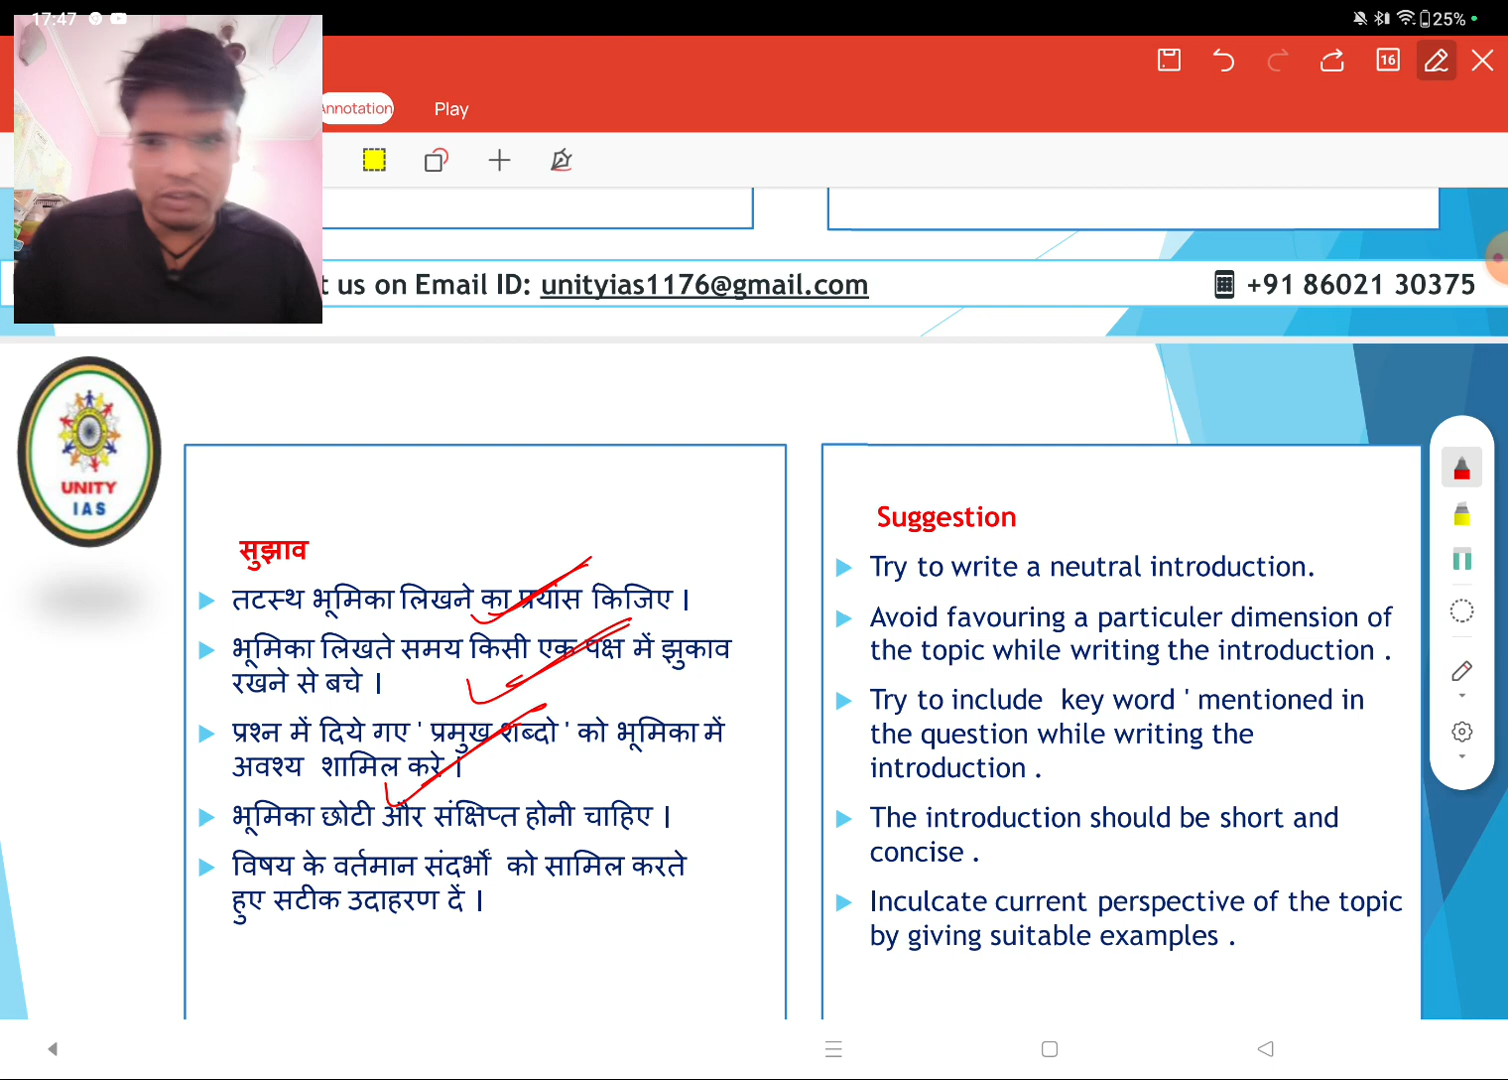 17:47
25%
16
Annotation
Play
t us on Email ID: unityias1176@gmail.com
+91 86021 30375
UNITY
IAS
सुझाव
तटस्थ भूमिका लिखने का प्रयास किजिए ।
भूमिका लिखते समय किसी एक पक्ष में झुकाव
रखने से बचे ।
प्रश्न में दिये गए ' प्रमुख शब्दो ' को भूमिका में
अवश्य शामिल करे ।
भूमिका छोटी और संक्षिप्त होनी चाहिए ।
विषय के वर्तमान संदर्भों को सामिल करते
हुए सटीक उदाहरण दें ।
Suggestion
Try to write a neutral introduction.
Avoid favouring a particuler dimension of
the topic while writing the introduction .
Try to include key word ' mentioned in
the question while writing the
introduction .
The introduction should be short and
concise .
Inculcate current perspective of the topic
by giving suitable examples .